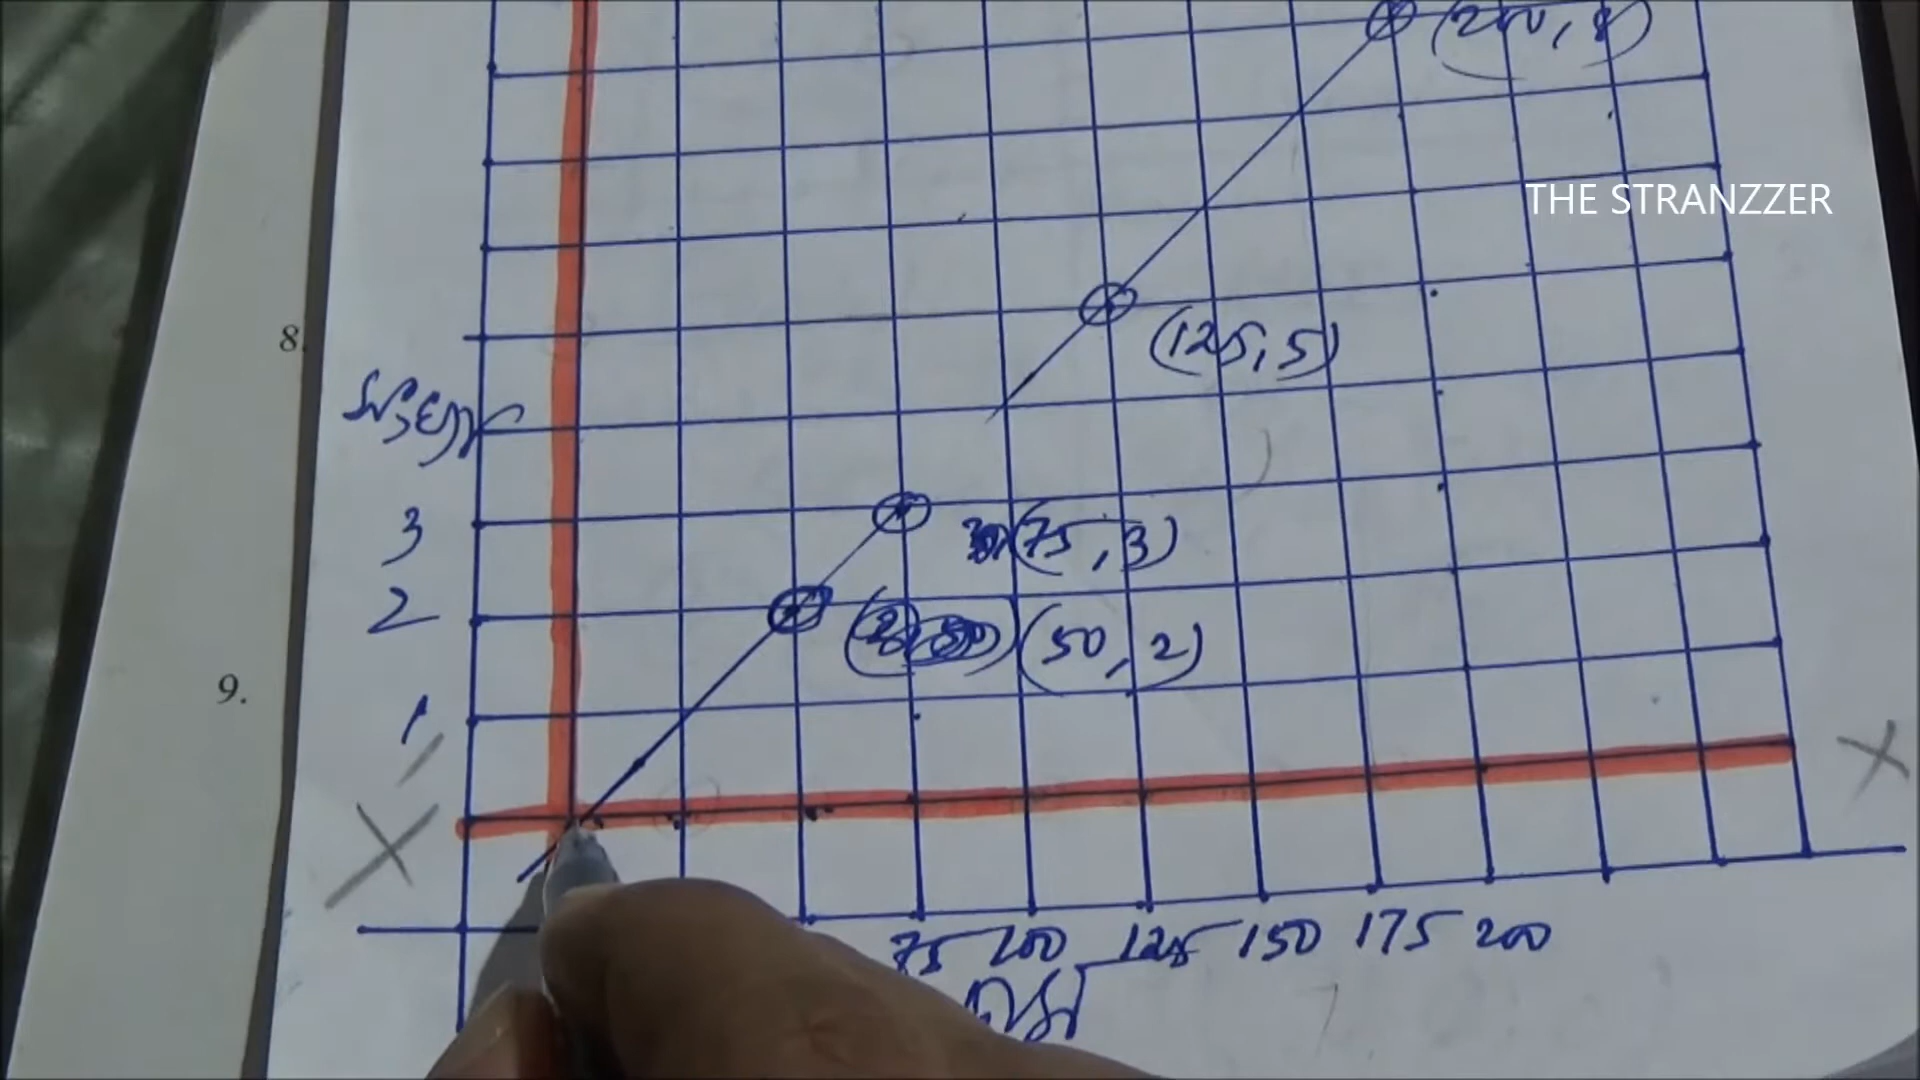 (200, 8)
THE STRANZZER
8.
(125, 5)
3
(75, 3)
2
(50, 2)
9.
1
X
X
75 100 125 150 175 200